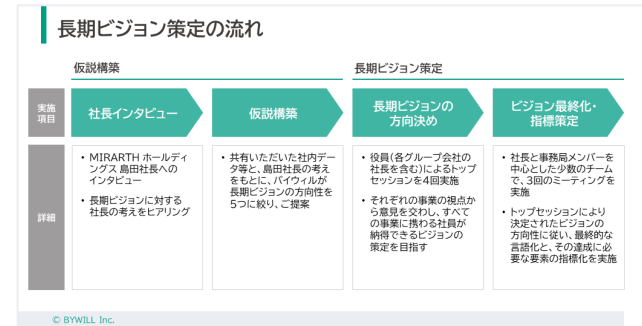 長期ビジョン策定の流れ
仮説構築
長期ビジョン策定
実施
項目
社長インタビュー
仮説構築
長期ビジョンの
方向決め
ビジョン最終化・
指標策定
詳細
• MIRARTH ホールディ
ングス 島田社長への
インタビュー
• 長期ビジョンに対する
社長の考えをヒアリング
• 共有いただいた社内デー
タ等と、島田社長の考え
をもとに、バイウィルが
長期ビジョンの方向性を
5つに絞り、ご提案
• 役員(各グループ会社の
社長を含む)によるトップ
セッションを4回実施
• それぞれの事業の視点か
ら意見を交わし、すべて
の事業に携わる社員が
納得できるビジョンの
策定を目指す
• 社長と事務局メンバーを
中心とした少数のチーム
で、3回のミーティングを
実施
• トップセッションにより
決定されたビジョンの
方向性に従い、最終的な
言語化と、その達成に必
要な要素の指標化を実施
© BYWILL Inc.